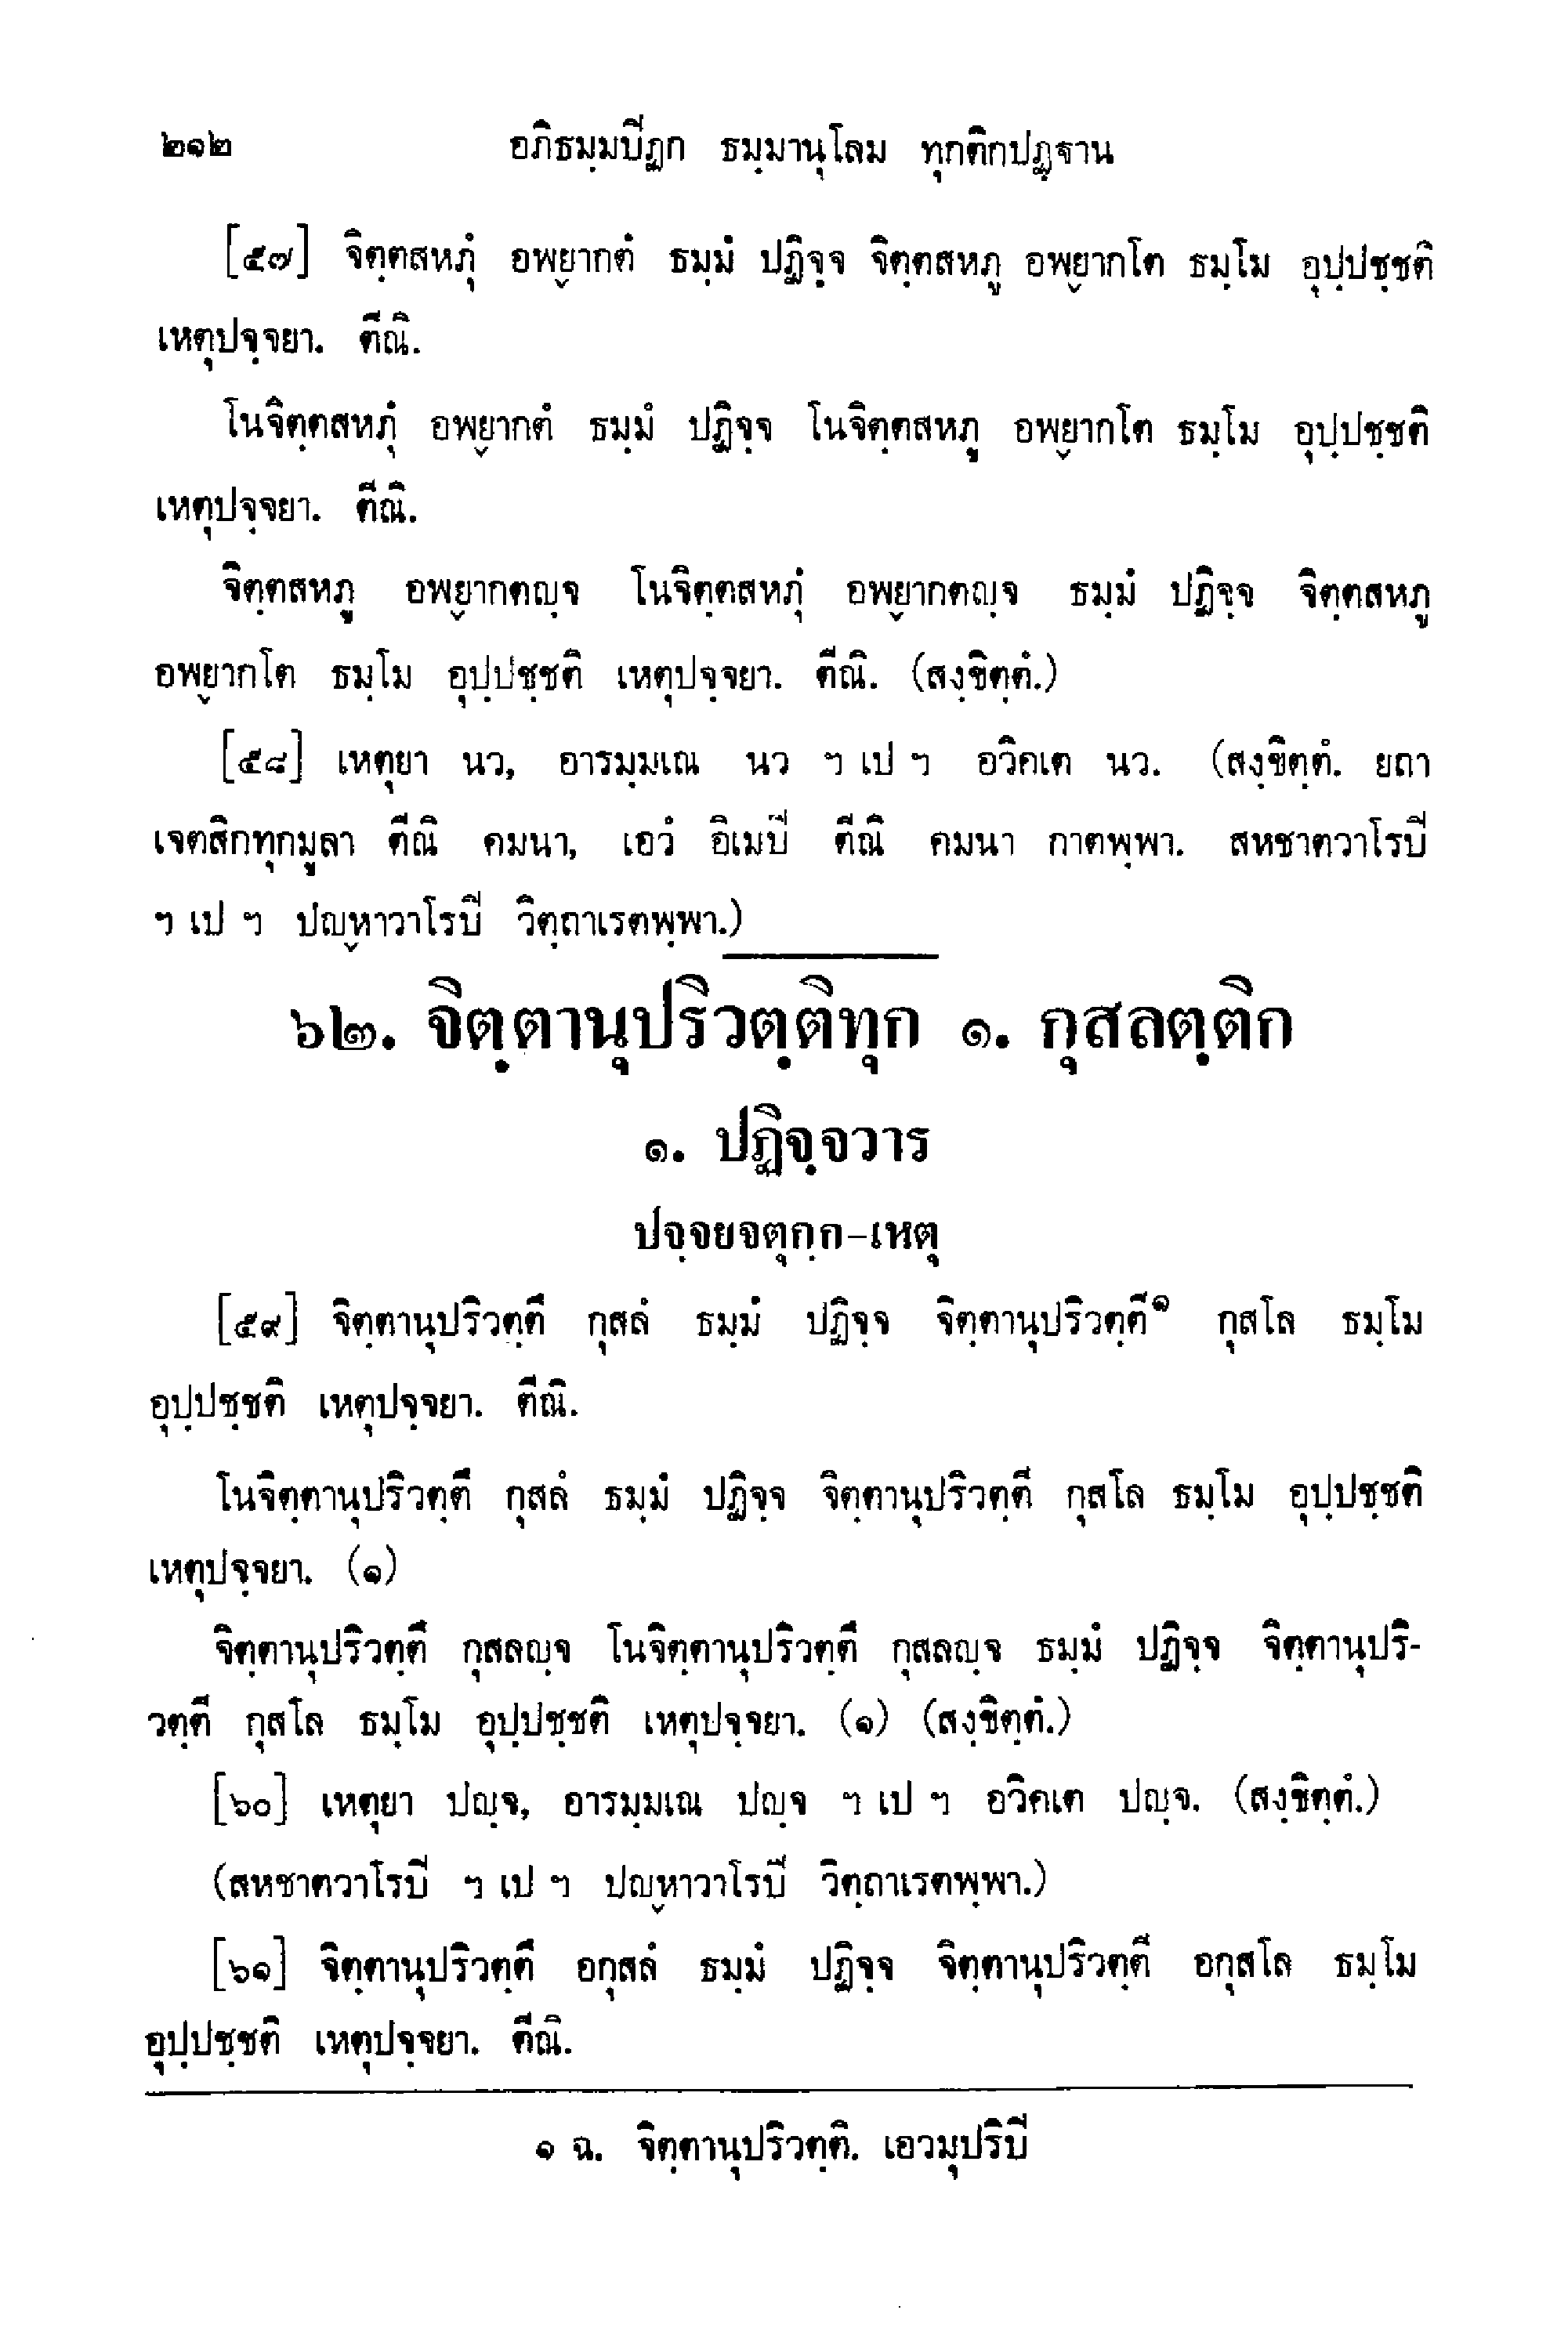 ๒๑๒ อภิธมฺมปิฏก ธมฺมานุโลม ทุกติกปฏฺฐาน
[๕๗] จิตฺตสหภุํ อพฺยากตํ ธมฺมํ ปฏิจฺจ จิตฺตสหภู อพฺยากโต ธมฺโม อุปฺปชฺชติ
เหตุปจฺจยา. ตีณิ.
โนจิตฺตสหภุํ อพฺยากตํ ธมฺมํ ปฏิจฺจ โนจิตฺตสหภู อพฺยากโต ธมฺโม อุปฺปชฺชติ
เหตุปจฺจยา. ตีณิ.
จิตฺตสหภู อพฺยากตญฺจ โนจิตฺตสหภุํ อพฺยากตญฺจ ธมฺมํ ปฏิจฺจ จิตฺตสหภู
อพฺยากโต ธมฺโม อุปฺปชฺชติ เหตุปจฺจยา. ตีณิ. (สงฺขิตฺตํ.)
[๕๘] เหตุยา นว, อารมฺมเณ นว ฯ เป ฯ อวิคเต นว. (สงฺขิตฺตํ. ยถา
เจตสิกทุกมูลา ตีณิ คมนา, เอวํ อิเมปิ ตีณิ คมนา กาตพฺพา. สหชาตวาโรปิ
ฯ เป ฯ ปญฺหาวาโรปิ วิตฺถาเรตพฺพา.)
๖๒. จิตฺตานุปริวตฺติทุก ๑. กุสลตฺติก
๑. ปฏิจฺจวาร
ปจฺจยจตุกฺก-เหตุ
[๕๙] จิตฺตานุปริวตฺตึ กุสลํ ธมฺมํ ปฏิจฺจ จิตฺตานุปริวตฺตี๑ กุสโล ธมฺโม
อุปฺปชฺชติ เหตุปจฺจยา. ตีณิ.
โนจิตฺตานุปริวตฺตึ กุสลํ ธมฺมํ ปฏิจฺจ จิตฺตานุปริวตฺตี กุสโล ธมฺโม อุปฺปชฺชติ
เหตุปจฺจยา. (๑)
จิตฺตานุปริวตฺตึ กุสลญฺจ โนจิตฺตานุปริวตฺตึ กุสลญฺจ ธมฺมํ ปฏิจฺจ จิตฺตานุปริ-
วตฺตี กุสโล ธมฺโม อุปฺปชฺชติ เหตุปจฺจยา. (๑) (สงฺขิตฺตํ.)
[๖๐] เหตุยา ปญฺจ, อารมฺมเณ ปญฺจ ฯ เป ฯ อวิคเต ปญฺจ. (สงฺขิตฺตํ.)
(สหชาตวาโรปิ ฯ เป ฯ ปญฺหาวาโรปิ วิตฺถาเรตพฺพา.)
[๖๑] จิตฺตานุปริวตฺตึ อกุสลํ ธมฺมํ ปฏิจฺจ จิตฺตานุปริวตฺตี อกุสโล ธมฺโม
อุปฺปชฺชติ เหตุปจฺจยา. ตีณิ.
๑ ฉ. จิตฺตานุปริวตฺติ. เอวมุปริปิ